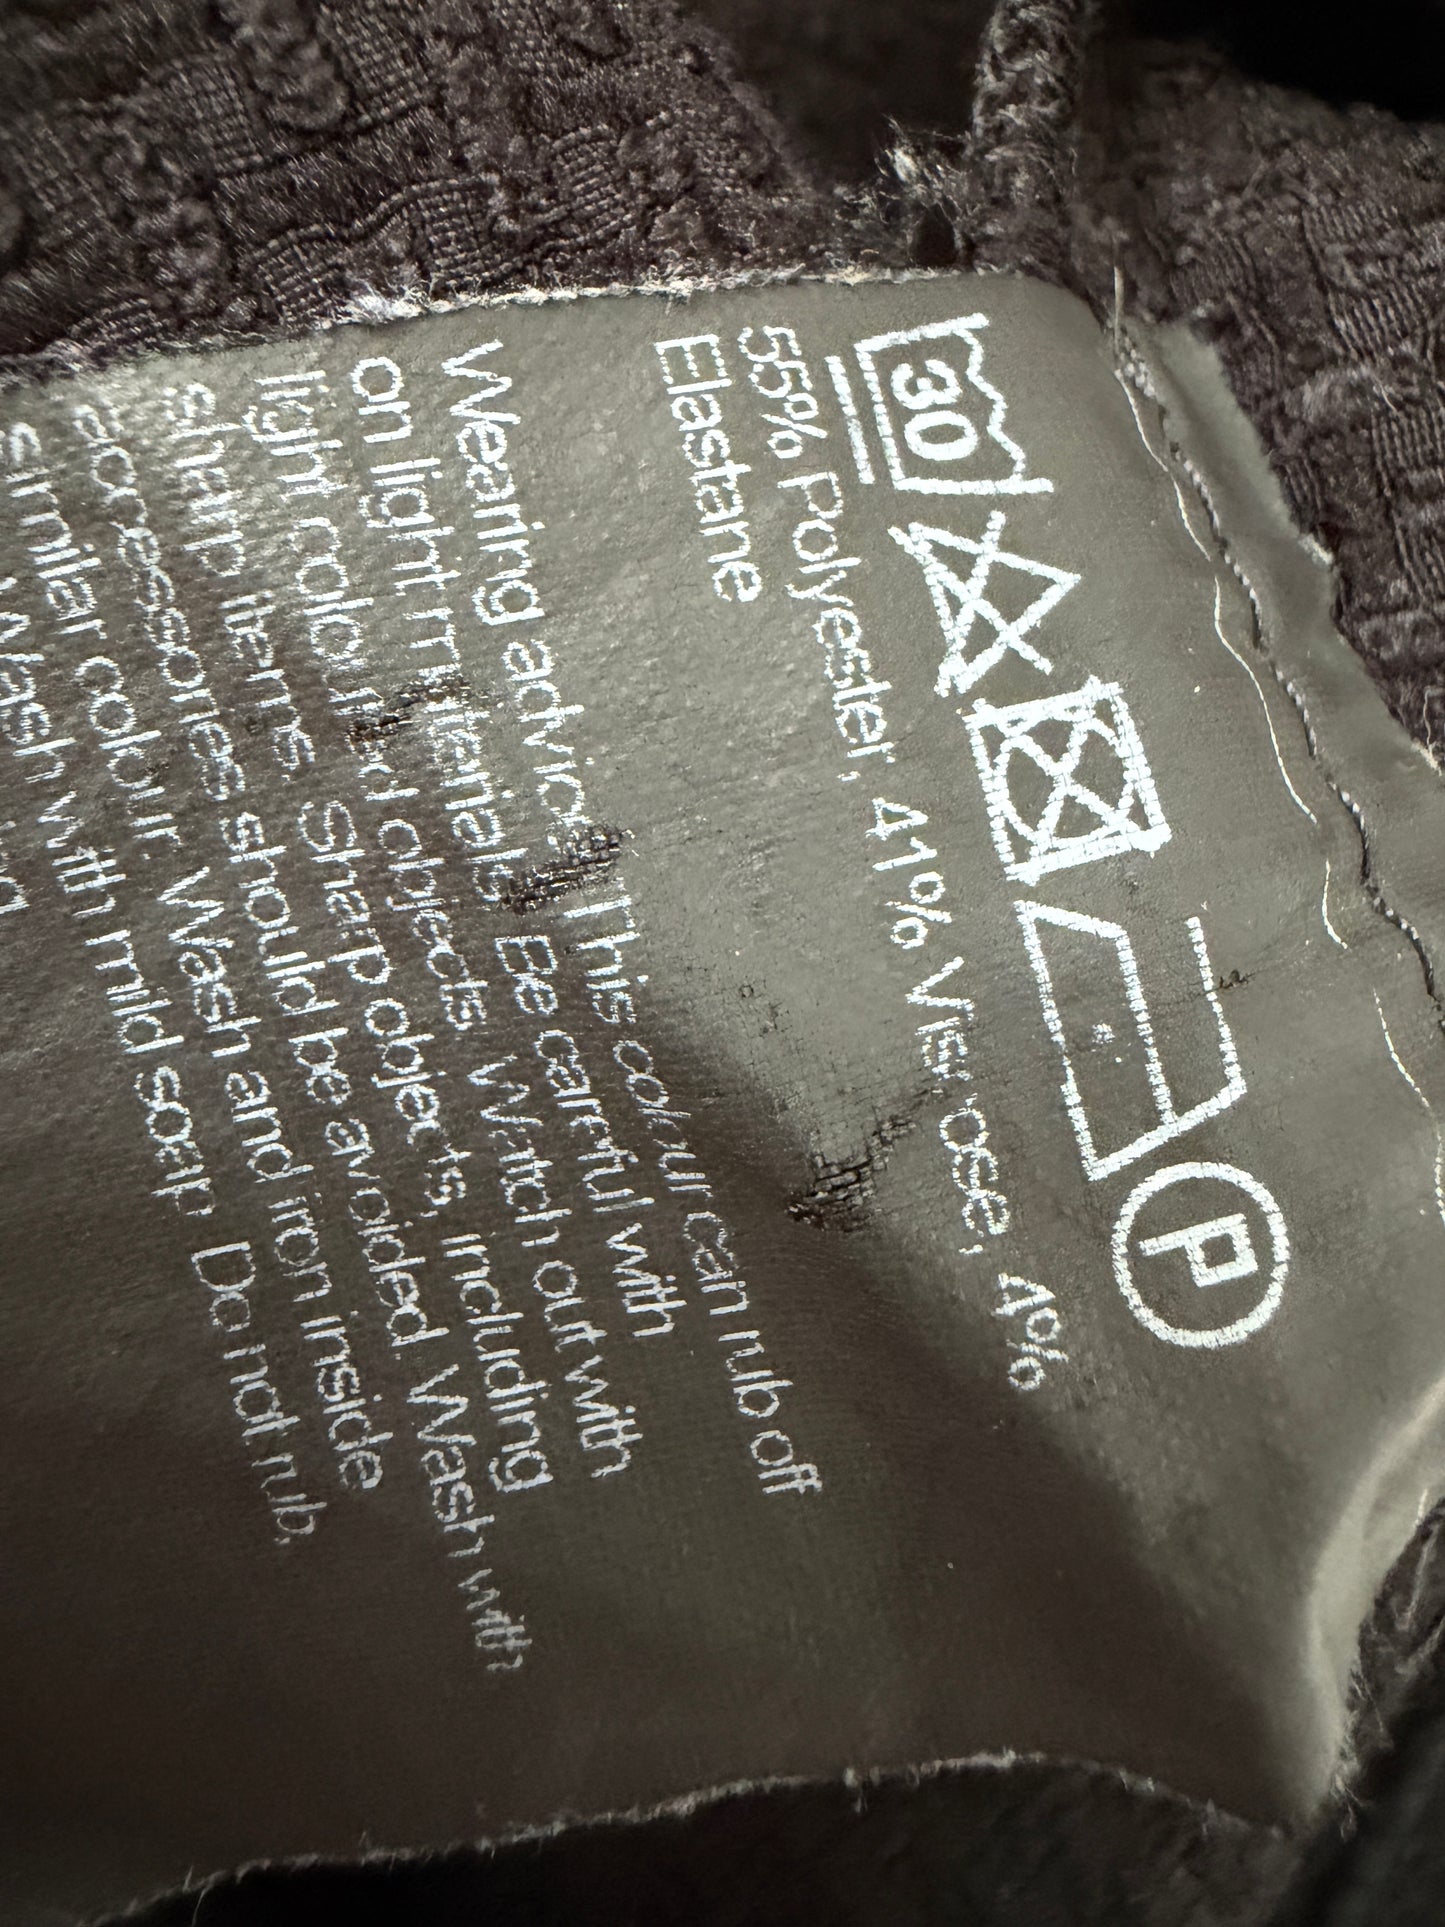 30
P
55% Polyester, 41% Viscose, 4%
Elastane
Wearing advice This colour can rub off
on light materials Be careful with
light colored objects Watch out with
sharp items. Sharp objects, including
accessories should be avoided. Wash with
similar colour. Wash and iron inside
Wash with mild soap Do not rub.